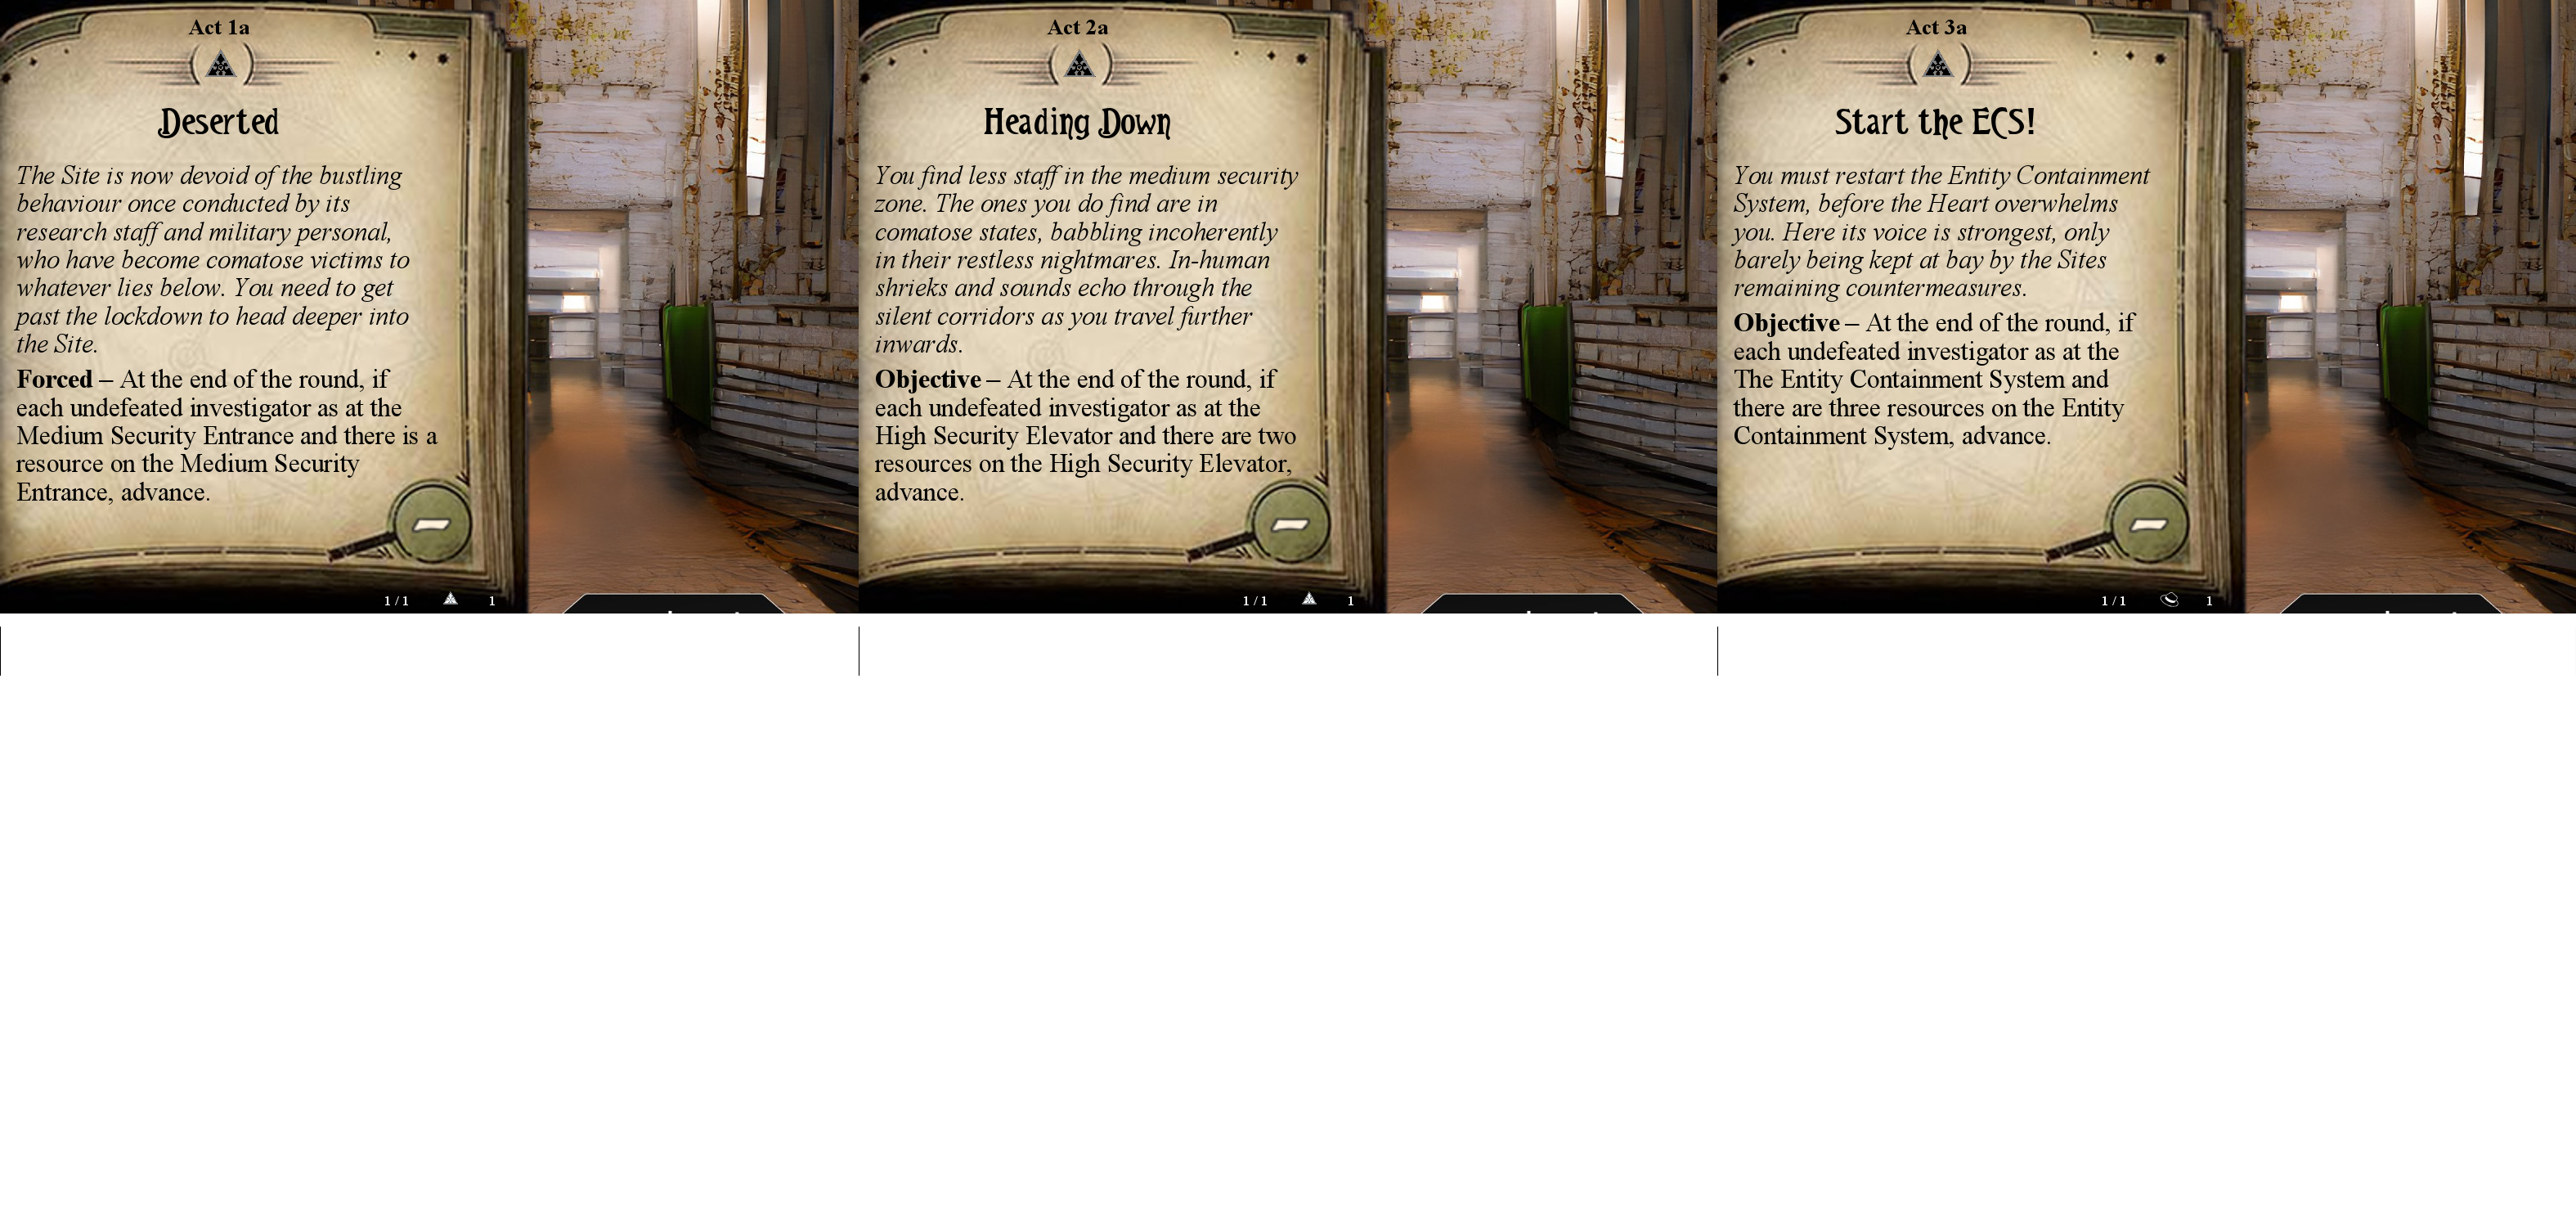 Act 1a
Deserted
The Site is now devoid of the bustling
behaviour once conducted by its
research staff and military personal,
who have become comatose victims to
whatever lies below. You need to get
past the lockdown to head deeper into
the Site.
Forced – At the end of the round, if
each undefeated investigator as at the
Medium Security Entrance and there is a
resource on the Medium Security
Entrance, advance.
–
1 / 1 1
Act 2a
Heading Down
You find less staff in the medium security
zone. The ones you do find are in
comatose states, babbling incoherently
in their restless nightmares. In-human
shrieks and sounds echo through the
silent corridors as you travel further
inwards.
Objective – At the end of the round, if
each undefeated investigator as at the
High Security Elevator and there are two
resources on the High Security Elevator,
advance.
–
1 / 1 1
Act 3a
Start the ECS!
You must restart the Entity Containment
System, before the Heart overwhelms
you. Here its voice is strongest, only
barely being kept at bay by the Sites
remaining countermeasures.
Objective – At the end of the round, if
each undefeated investigator as at the
The Entity Containment System and
there are three resources on the Entity
Containment System, advance.
–
1 / 1 1